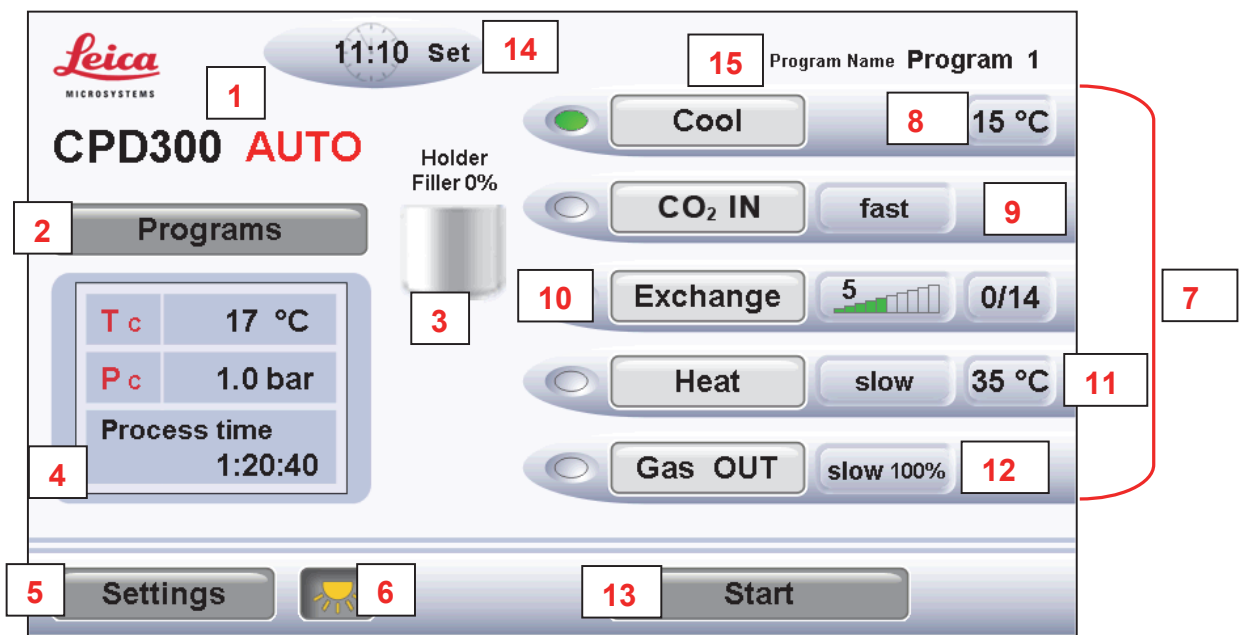 Leica
MICROSYSTEMS
1
11:10 Set
14
15
Program Name Program 1
CPD300 AUTO
2
Programs
Holder
Filler 0%
3
Tc 17 °C
Pc 1.0 bar
Process time
1:20:40
4
Cool
8
15 °C
CO₂ IN
fast
9
10
Exchange
5
0/14
7
Heat
slow
35 °C
11
Gas OUT
slow 100%
12
5
Settings
6
13
Start